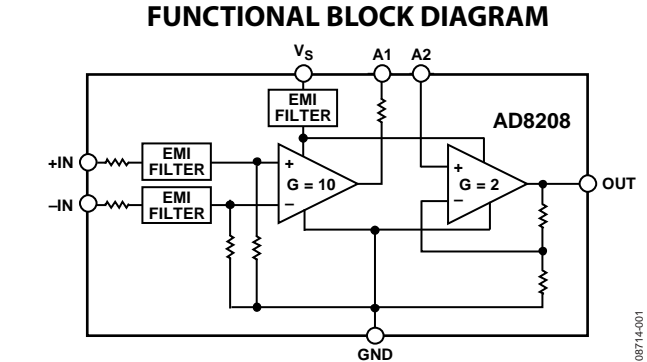 FUNCTIONAL BLOCK DIAGRAM
VS A1 A2
EMI
FILTER
AD8208
+IN
EMI
FILTER
+
G = 10
–
+
G = 2
–
OUT
–IN
EMI
FILTER
GND
08714-001